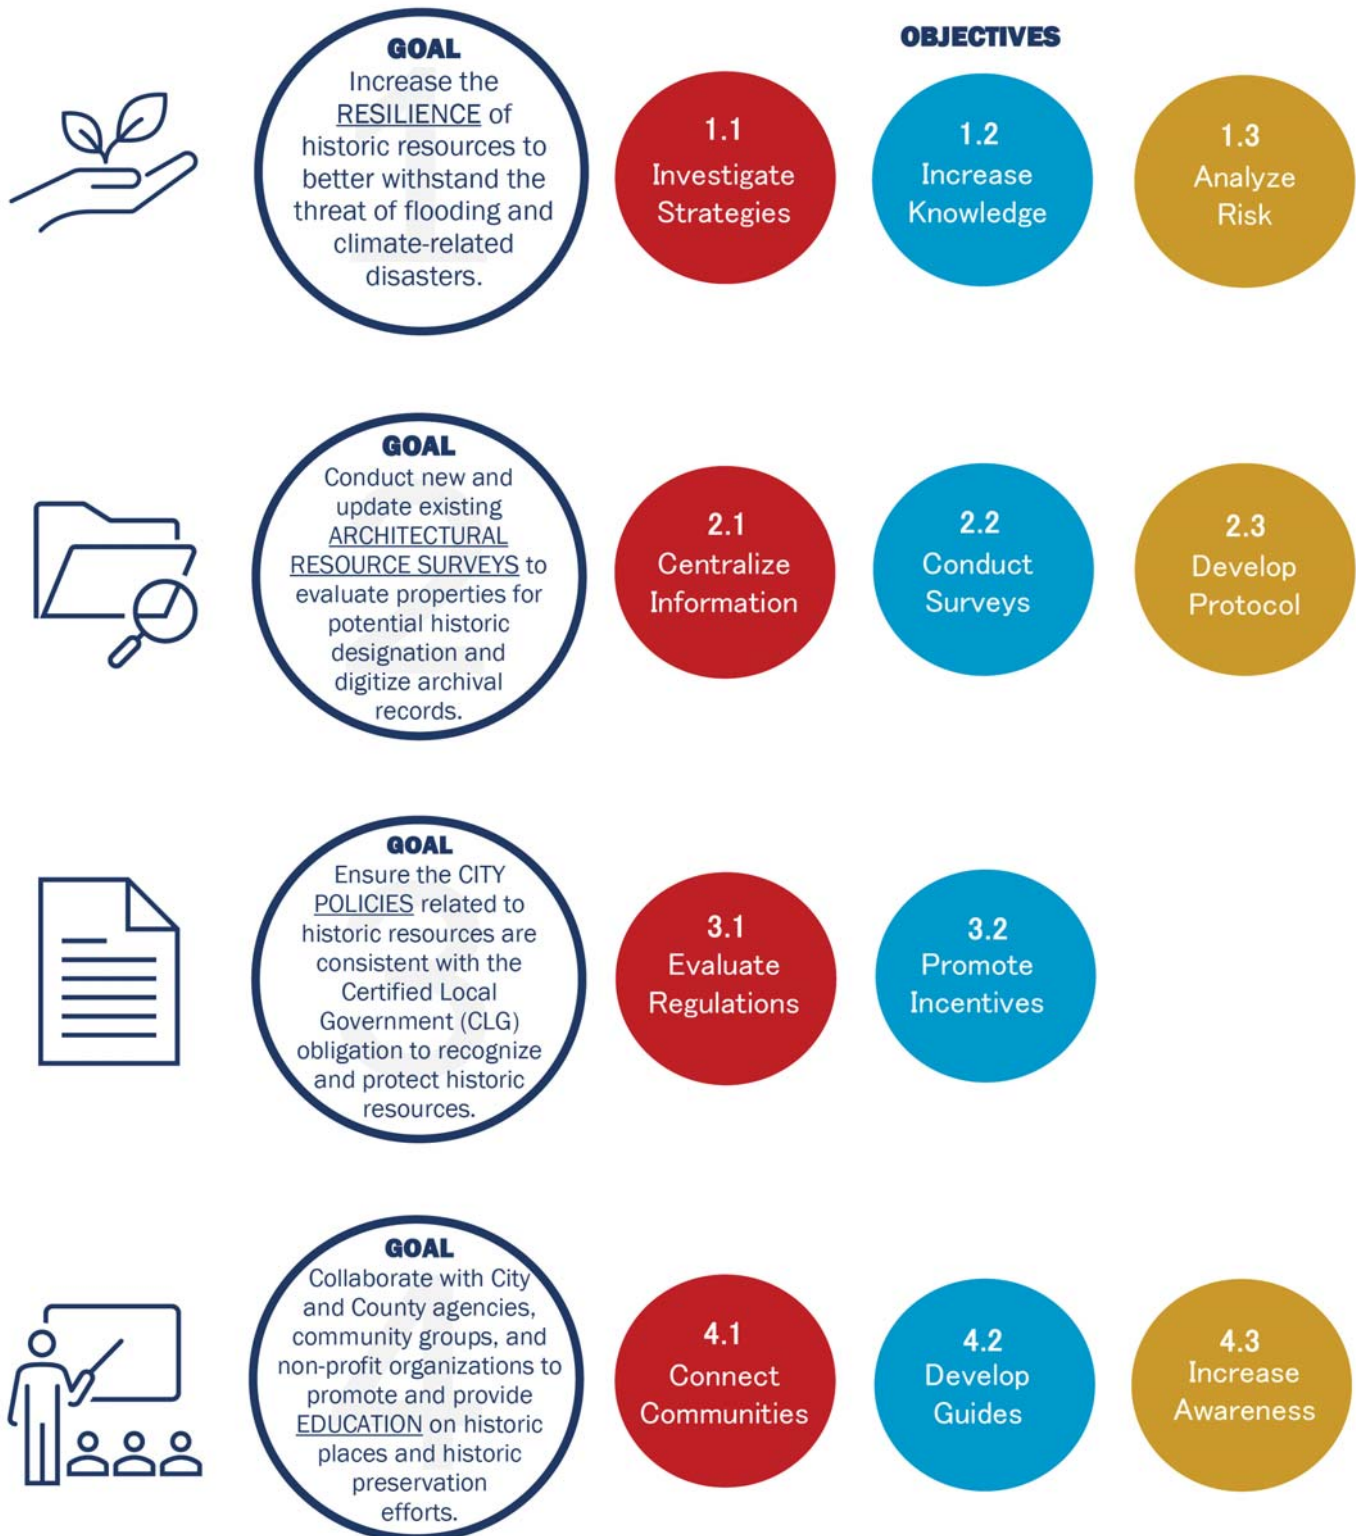 OBJECTIVES
GOAL
Increase the
RESILIENCE of
historic resources to
better withstand the
threat of flooding and
climate-related
disasters.
1
1.1
Investigate
Strategies
1.2
Increase
Knowledge
1.3
Analyze
Risk
GOAL
Conduct new and
update existing
ARCHITECTURAL
RESOURCE SURVEYS to
evaluate properties for
potential historic
designation and
digitize archival
records.
2
2.1
Centralize
Information
2.2
Conduct
Surveys
2.3
Develop
Protocol
GOAL
Ensure the CITY
POLICIES related to
historic resources are
consistent with the
Certified Local
Government (CLG)
obligation to recognize
and protect historic
resources.
3
3.1
Evaluate
Regulations
3.2
Promote
Incentives
GOAL
Collaborate with City
and County agencies,
community groups, and
non-profit organizations to
promote and provide
EDUCATION on historic
places and historic
preservation
efforts.
4
4.1
Connect
Communities
4.2
Develop
Guides
4.3
Increase
Awareness